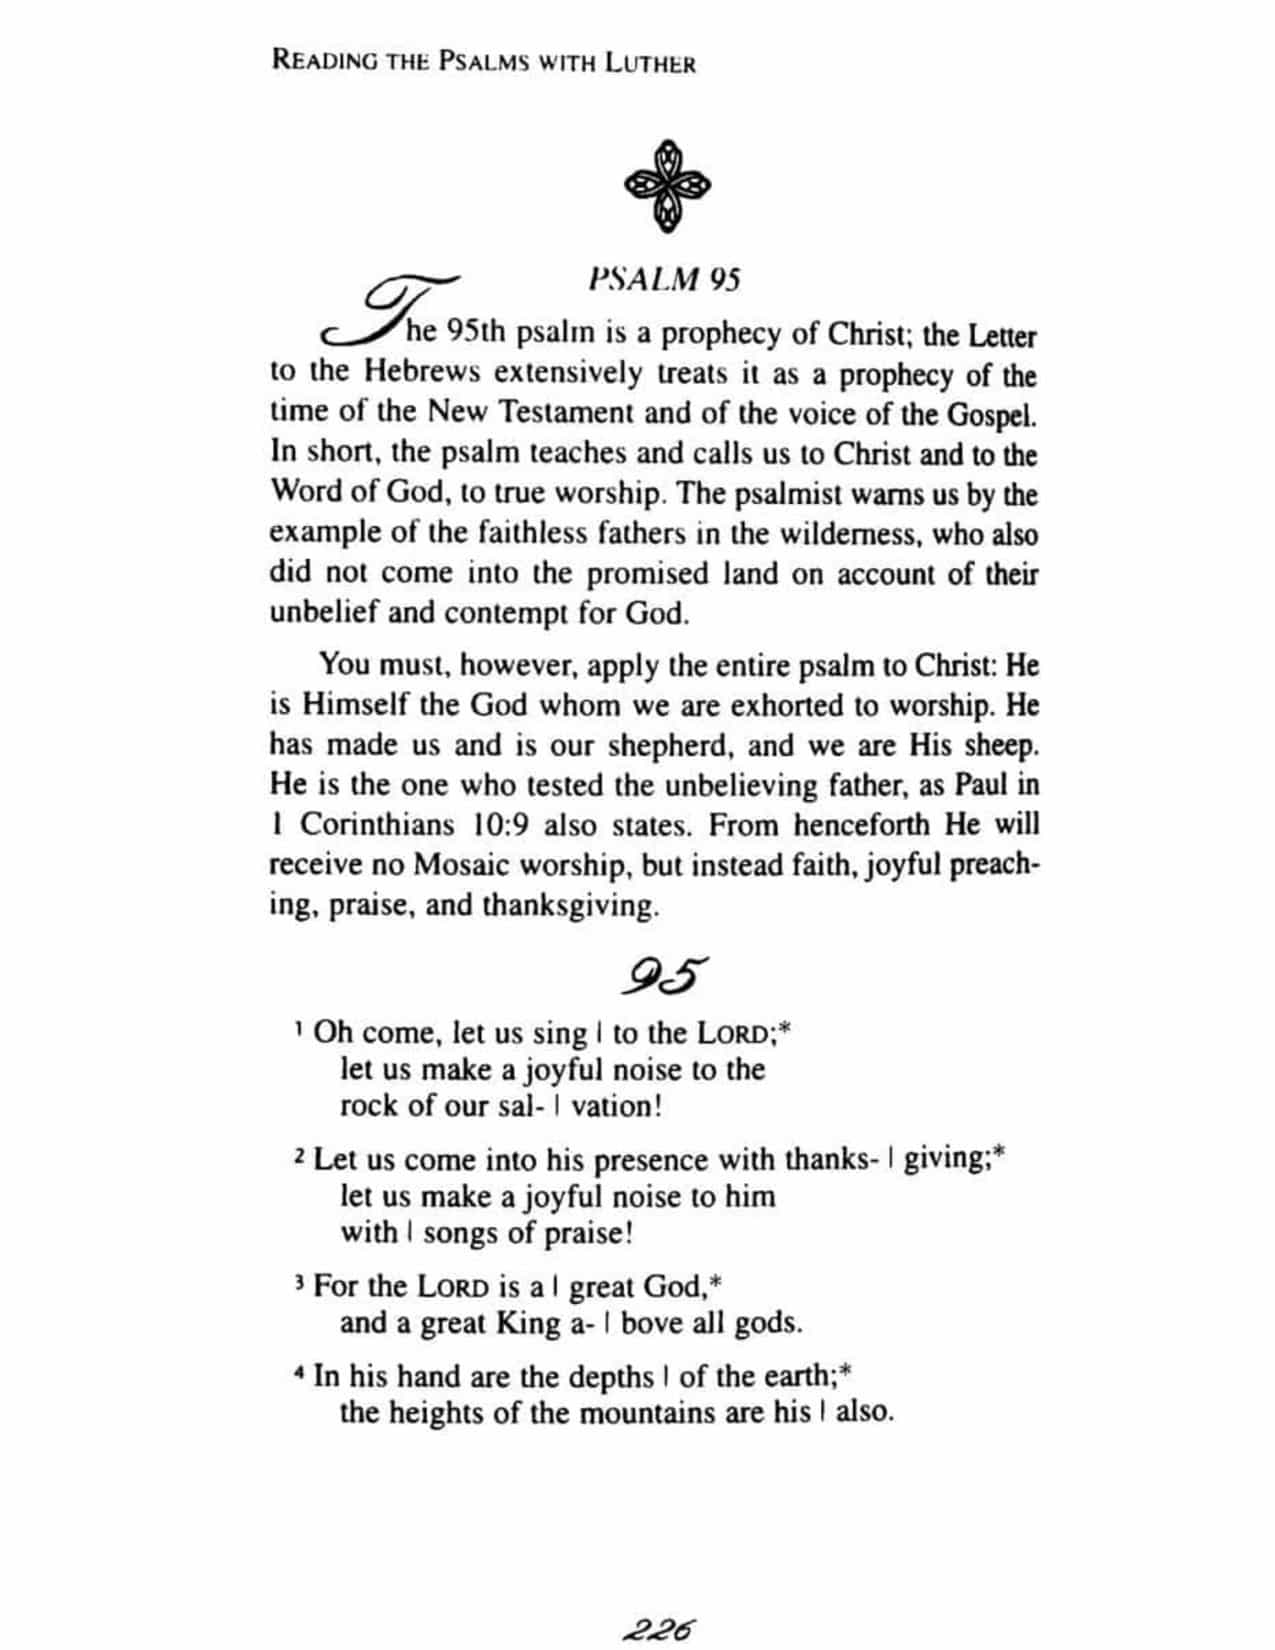 READING THE PSALMS WITH LUTHER
PSALM 95
The 95th psalm is a prophecy of Christ; the Letter
to the Hebrews extensively treats it as a prophecy of the
time of the New Testament and of the voice of the Gospel.
In short, the psalm teaches and calls us to Christ and to the
Word of God, to true worship. The psalmist warns us by the
example of the faithless fathers in the wilderness, who also
did not come into the promised land on account of their
unbelief and contempt for God.
You must, however, apply the entire psalm to Christ: He
is Himself the God whom we are exhorted to worship. He
has made us and is our shepherd, and we are His sheep.
He is the one who tested the unbelieving father, as Paul in
1 Corinthians 10:9 also states. From henceforth He will
receive no Mosaic worship, but instead faith, joyful preach-
ing, praise, and thanksgiving.
95
1 Oh come, let us sing | to the LORD;*
let us make a joyful noise to the
rock of our sal- | vation!
2 Let us come into his presence with thanks- | giving;*
let us make a joyful noise to him
with | songs of praise!
3 For the LORD is a | great God,*
and a great King a- | bove all gods.
4 In his hand are the depths | of the earth;*
the heights of the mountains are his | also.
226